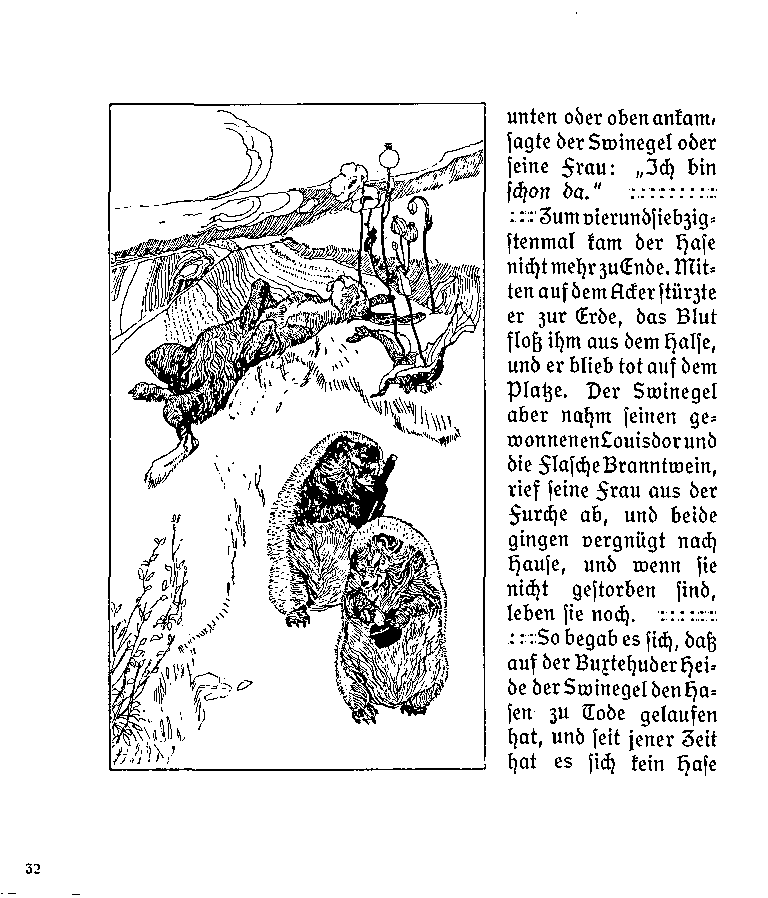 unten oder oben ankam,
sagte der Swinegel oder
seine Frau: „Ich bin
schon da.“ :::::::::
:::Zum vierundsiebzig=
stenmal kam der Hase
nicht mehr zu Ende. Mit=
ten auf dem Acker stürzte
er zur Erde, das Blut
floß ihm aus dem Halse,
und er blieb tot auf dem
Platze. Der Swinegel
aber nahm seinen ge=
wonnenen Louisdor und
die Flasche Branntwein,
rief seine Frau aus der
Furche ab, und beide
gingen vergnügt nach
Hause, und wenn sie
nicht gestorben sind,
leben sie noch. :::::::
:::So begab es sich, daß
auf der Buxtehuder Hei=
de der Swinegel den Ha=
sen zu Tode gelaufen
hat, und seit jener Zeit
hat es sich kein Hase
32